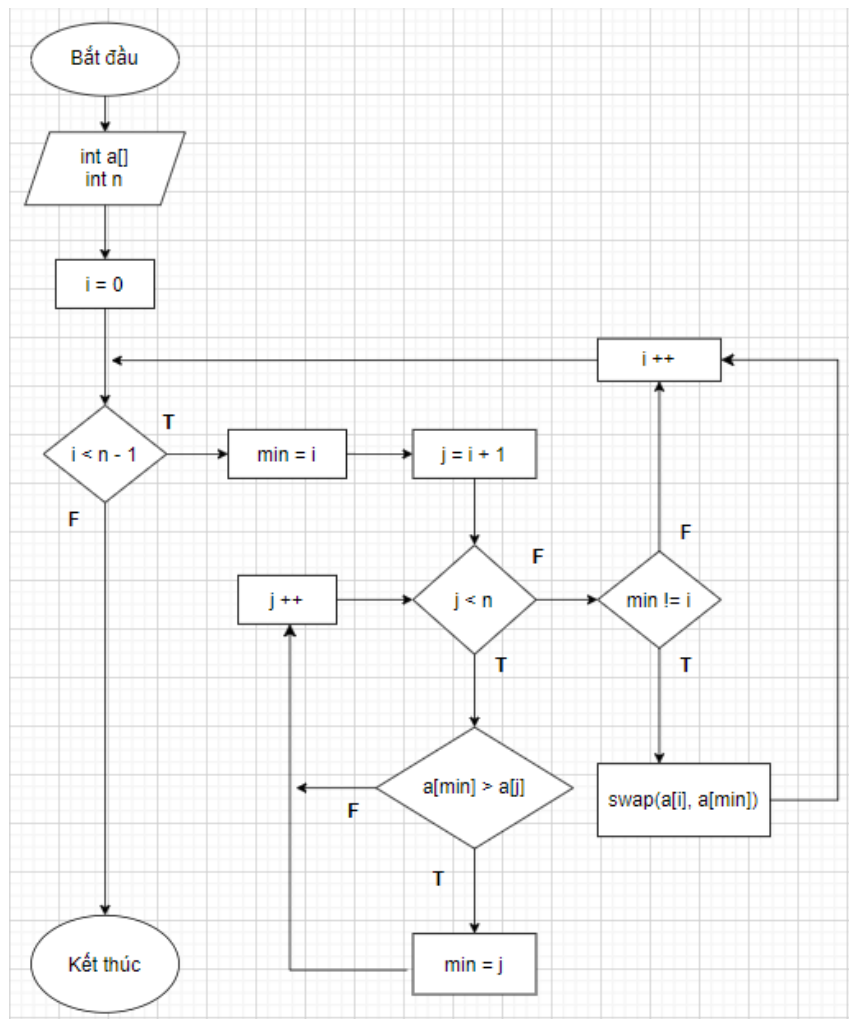 Bắt đầu
int a[]
int n
i = 0
i ++
T
i < n - 1
min = i
j = i + 1
F
F
F
j ++
j < n
min != i
T
T
a[min] > a[j]
swap(a[i], a[min])
F
T
Kết thúc
min = j